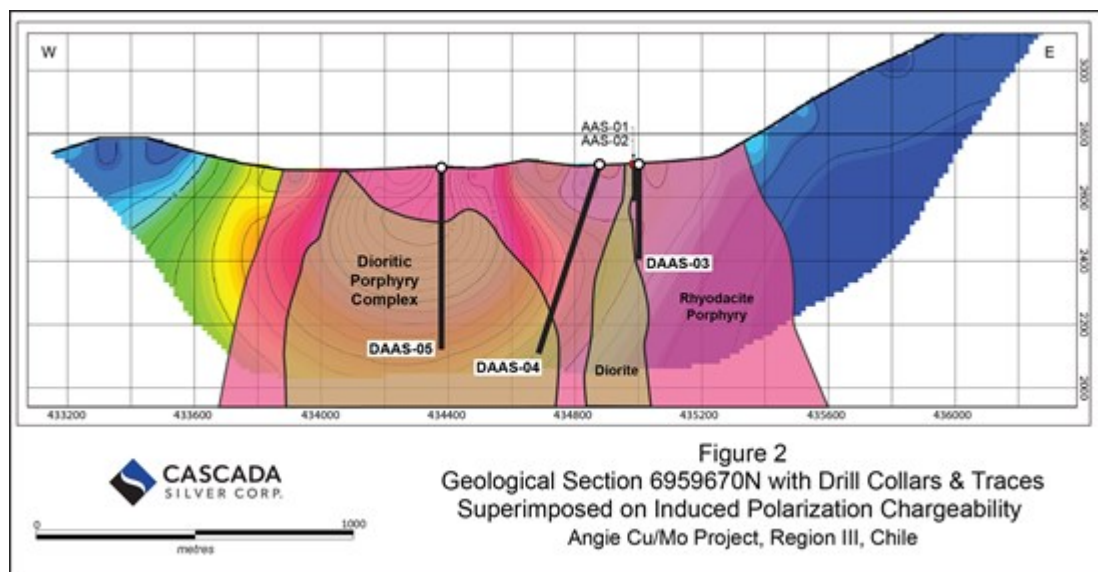 W
E
AAS-01
AAS-02
3000
2800
2600
2400
2200
2000
DAAS-03
Dioritic
Porphyry
Complex
Rhyodacite
Porphyry
DAAS-05
DAAS-04
Diorite
433200 433600 434000 434400 434800 435200 435600 436000
CASCADA
SILVER CORP.
0 1000
metres
Figure 2
Geological Section 6959670N with Drill Collars & Traces
Superimposed on Induced Polarization Chargeability
Angie Cu/Mo Project, Region III, Chile